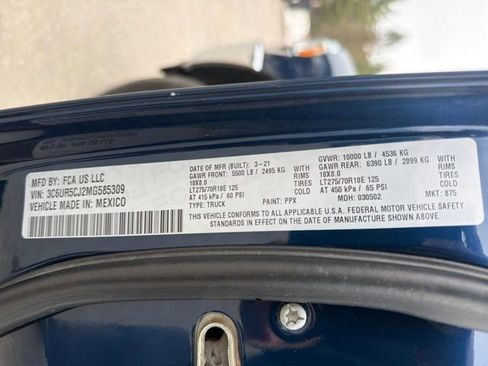 MFD BY: FCA US LLC
VIN: 3C6UR5CJ2MG585309
VEHICLE MADE IN: MEXICO
DATE OF MFR (BUILT): 3-21
GAWR FRONT: 5500 LB / 2495 KG
WITH TIRES
18X8.0 RIMS
LT275/70R18E 125
AT 415 kPa / 60 PSI COLD
TYPE: TRUCK PAINT: PPX
GVWR: 10000 LB / 4536 KG
GAWR REAR: 6390 LB / 2899 KG
WITH TIRES
18X8.0 RIMS
LT275/70R18E 125
AT 450 kPa / 65 PSI COLD
MDH: 030502 MKT: 875
THIS VEHICLE CONFORMS TO ALL APPLICABLE U.S.A. FEDERAL MOTOR VEHICLE SAFETY
STANDARDS IN EFFECT ON THE DATE OF MANUFACTURE SHOWN ABOVE.